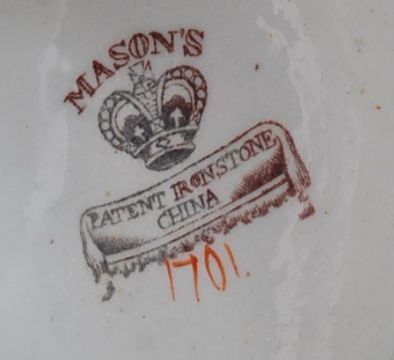 MASON'S
PATENT IRONSTONE
CHINA
1701.